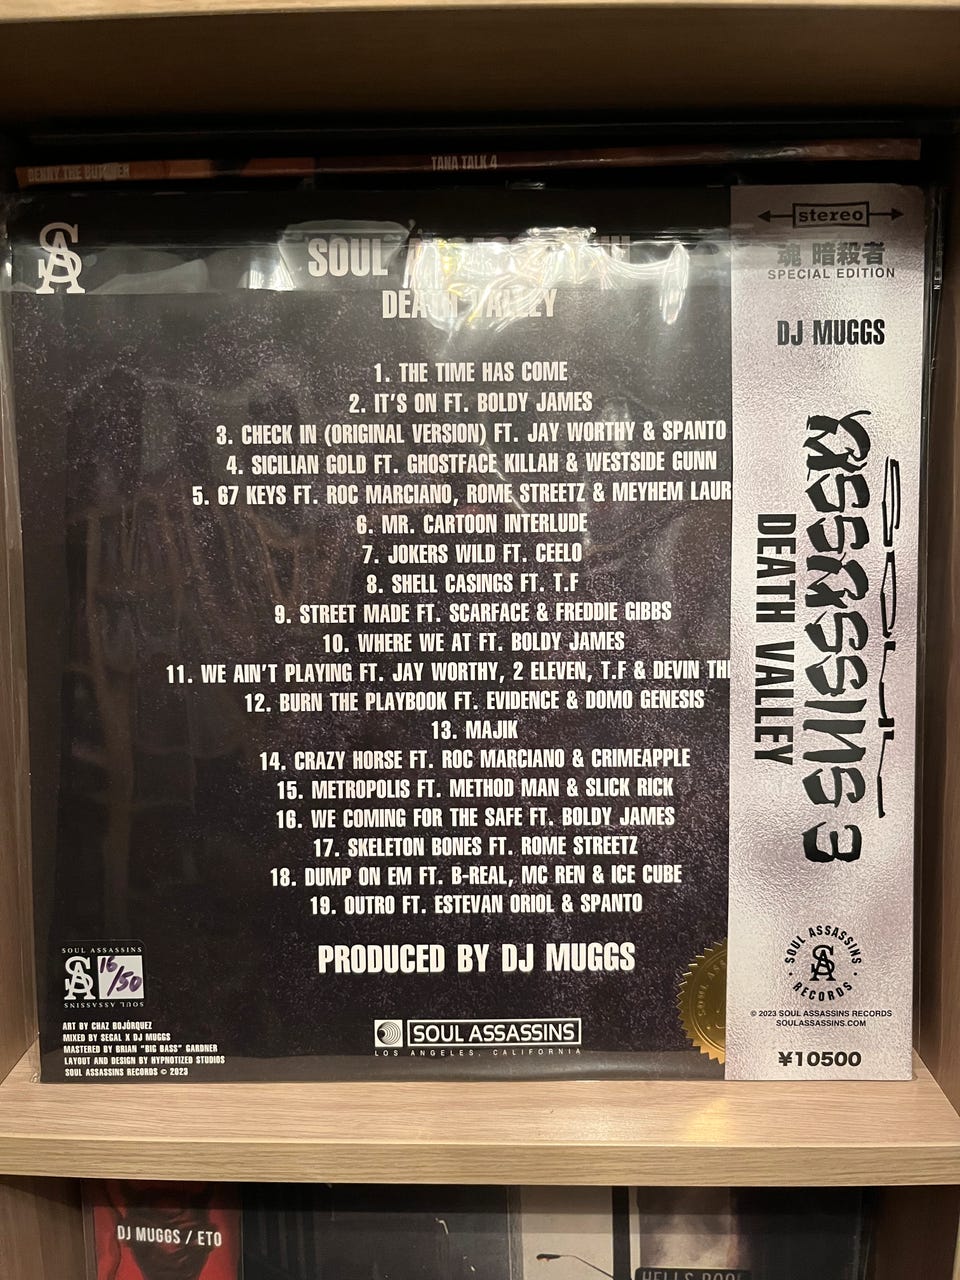 BENNY THE BUTCHER
TANA TALK 4
SA
SOUL
DEATH VALLEY
1. THE TIME HAS COME
2. IT'S ON FT. BOLDY JAMES
3. CHECK IN (ORIGINAL VERSION) FT. JAY WORTHY & SPANTO
4. SICILIAN GOLD FT. GHOSTFACE KILLAH & WESTSIDE GUNN
5. 67 KEYS FT. ROC MARCIANO, ROME STREETZ & MEYHEM LAUR
6. MR. CARTOON INTERLUDE
7. JOKERS WILD FT. CEELO
8. SHELL CASINGS FT. T.F
9. STREET MADE FT. SCARFACE & FREDDIE GIBBS
10. WHERE WE AT FT. BOLDY JAMES
11. WE AIN'T PLAYING FT. JAY WORTHY, 2 ELEVEN, T.F & DEVIN TH
12. BURN THE PLAYBOOK FT. EVIDENCE & DOMO GENESIS
13. MAJIK
14. CRAZY HORSE FT. ROC MARCIANO & CRIMEAPPLE
15. METROPOLIS FT. METHOD MAN & SLICK RICK
16. WE COMING FOR THE SAFE FT. BOLDY JAMES
17. SKELETON BONES FT. ROME STREETZ
18. DUMP ON EM FT. B-REAL, MC REN & ICE CUBE
19. OUTRO FT. ESTEVAN ORIOL & SPANTO
PRODUCED BY DJ MUGGS
SOUL ASSASSINS
SA
16/50
SOUL ASSASSINS
ART BY CHAZ BOJÓRQUEZ
MIXED BY SEGAL X DJ MUGGS
MASTERED BY BRIAN "BIG BASS" GARDNER
LAYOUT AND DESIGN BY HYPNOTIZED STUDIOS
SOUL ASSASSINS RECORDS © 2023
SOUL ASSASSINS
LOS ANGELES, CALIFORNIA
stereo
魂 暗殺者
SPECIAL EDITION
DJ MUGGS
SOUL
ASSASSINS 3
DEATH VALLEY
SOUL ASSASSINS
SA
RECORDS
© 2023 SOUL ASSASSINS RECORDS
SOULASSASSINS.COM
¥10500
DJ MUGGS / ETO